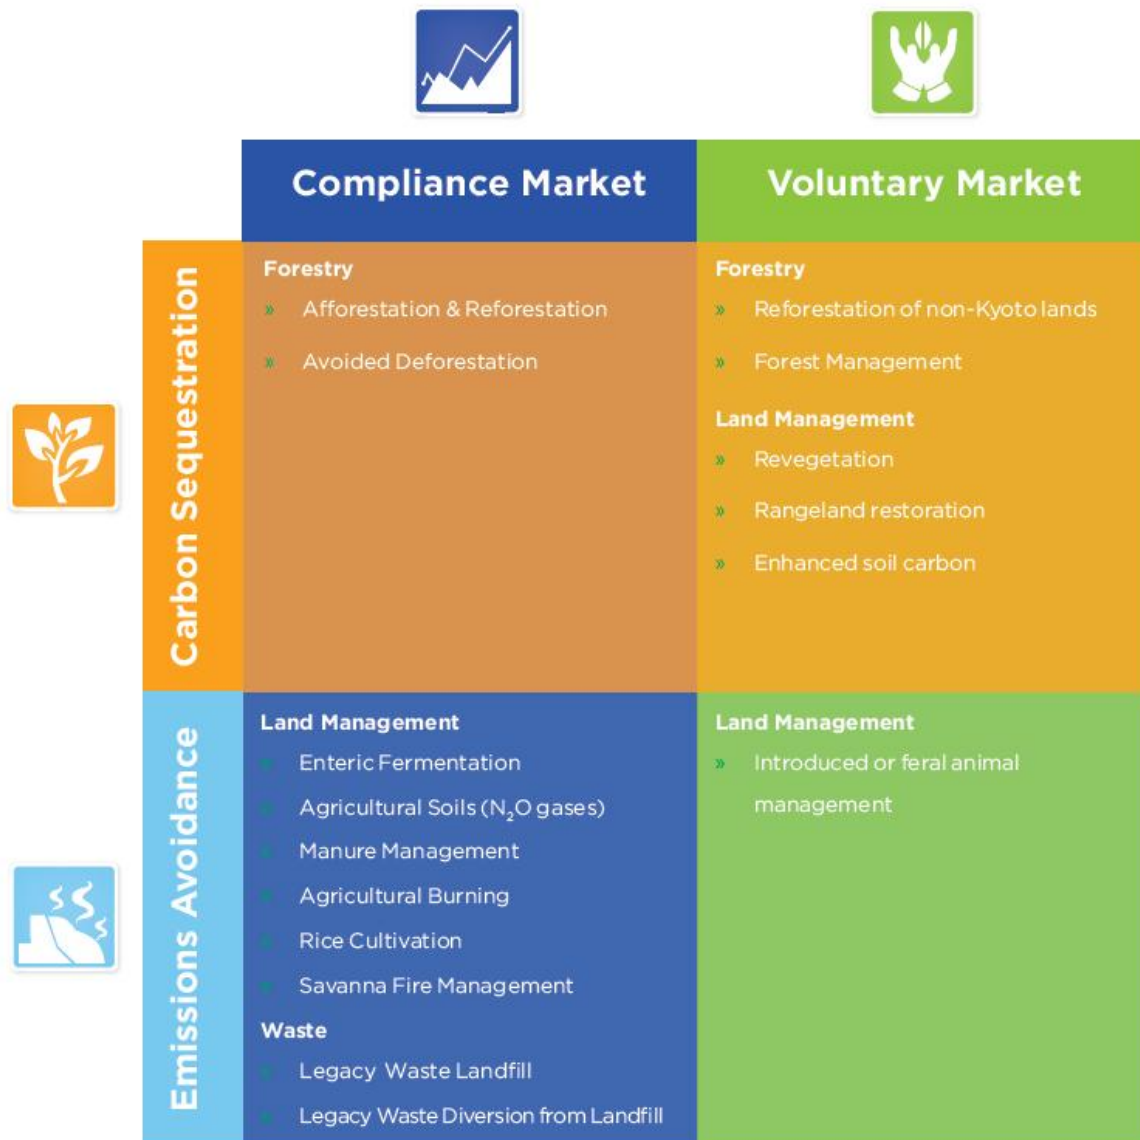 Compliance Market
Voluntary Market
Carbon Sequestration
Forestry
» Afforestation & Reforestation
» Avoided Deforestation
Forestry
» Reforestation of non-Kyoto lands
» Forest Management
Land Management
» Revegetation
» Rangeland restoration
» Enhanced soil carbon
Emissions Avoidance
Land Management
» Enteric Fermentation
» Agricultural Soils (N₂O gases)
» Manure Management
» Agricultural Burning
» Rice Cultivation
» Savanna Fire Management
Waste
» Legacy Waste Landfill
» Legacy Waste Diversion from Landfill
Land Management
» Introduced or feral animal
management